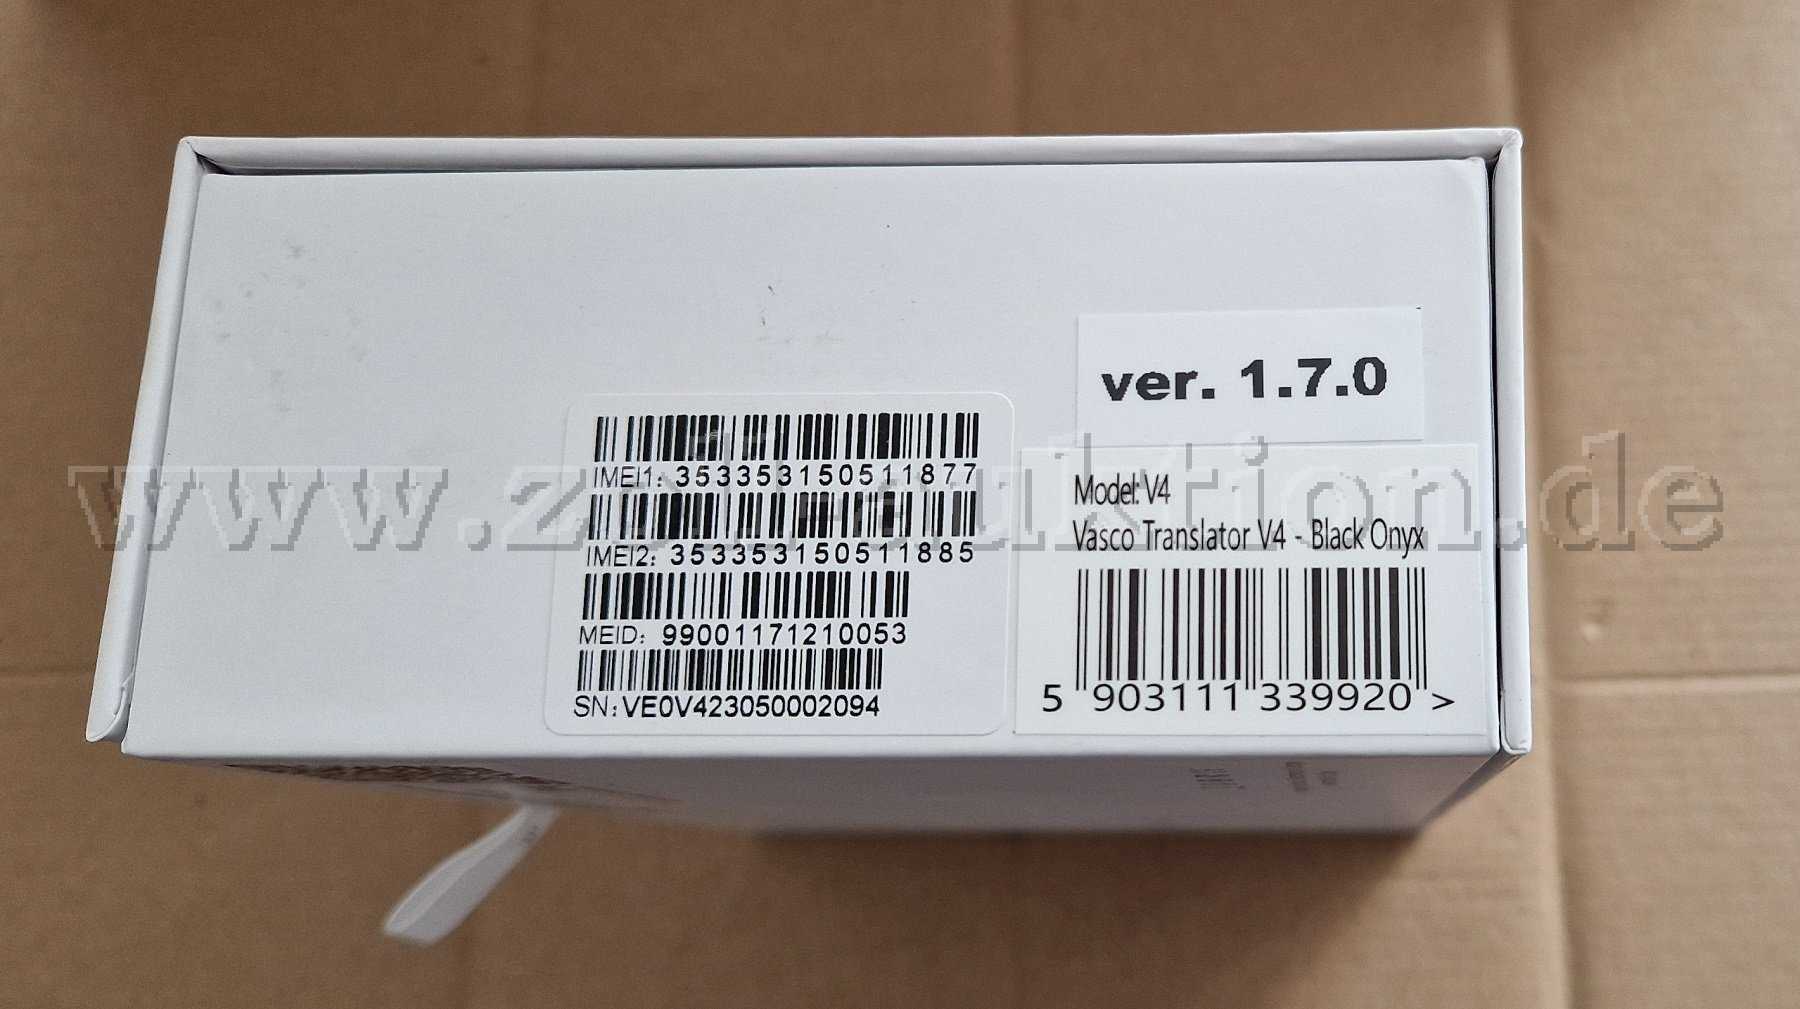 ver. 1.7.0
IMEI1: 353353150511877
IMEI2: 353353150511885
MEID: 99001171210053
SN:VE0V423050002094
Model: V4
Vasco Translator V4 - Black Onyx
5 903111 339920 >
www.zoll-auktion.de